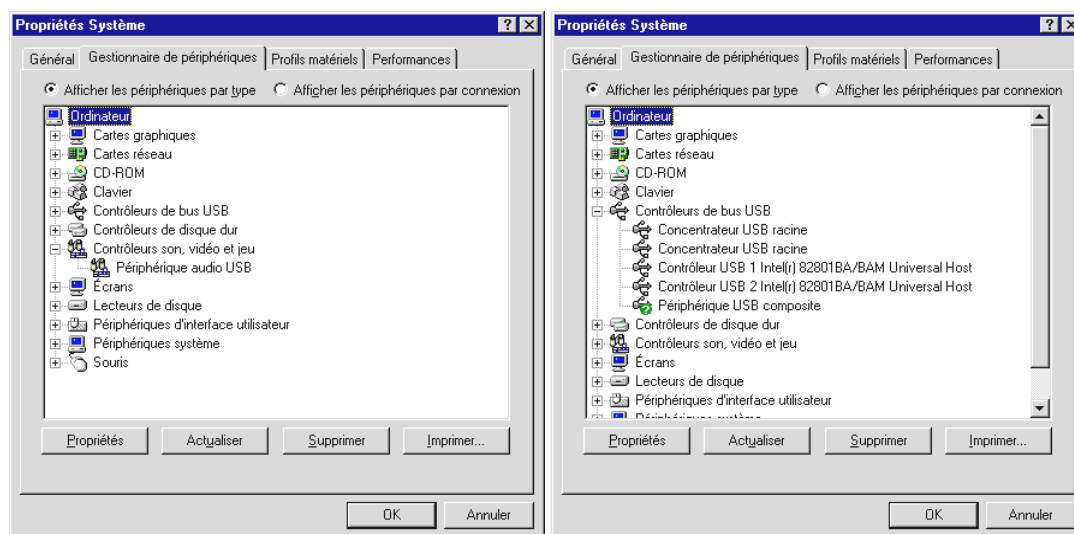 Propriétés Système
Général Gestionnaire de périphériques Profils matériels Performances
Afficher les périphériques par type Afficher les périphériques par connexion
Ordinateur
Cartes graphiques
Cartes réseau
CD-ROM
Clavier
Contrôleurs de bus USB
Contrôleurs de disque dur
Contrôleurs son, vidéo et jeu
Périphérique audio USB
Écrans
Lecteurs de disque
Périphériques d'interface utilisateur
Périphériques système
Souris
Propriétés Actualiser Supprimer Imprimer...
OK Annuler
Propriétés Système
Général Gestionnaire de périphériques Profils matériels Performances
Afficher les périphériques par type Afficher les périphériques par connexion
Ordinateur
Cartes graphiques
Cartes réseau
CD-ROM
Clavier
Contrôleurs de bus USB
Concentrateur USB racine
Concentrateur USB racine
Contrôleur USB 1 Intel(r) 82801BA/BAM Universal Host
Contrôleur USB 2 Intel(r) 82801BA/BAM Universal Host
Périphérique USB composite
Contrôleurs de disque dur
Contrôleurs son, vidéo et jeu
Écrans
Lecteurs de disque
Périphériques d'interface utilisateur
Périphériques système
Propriétés Actualiser Supprimer Imprimer...
OK Annuler